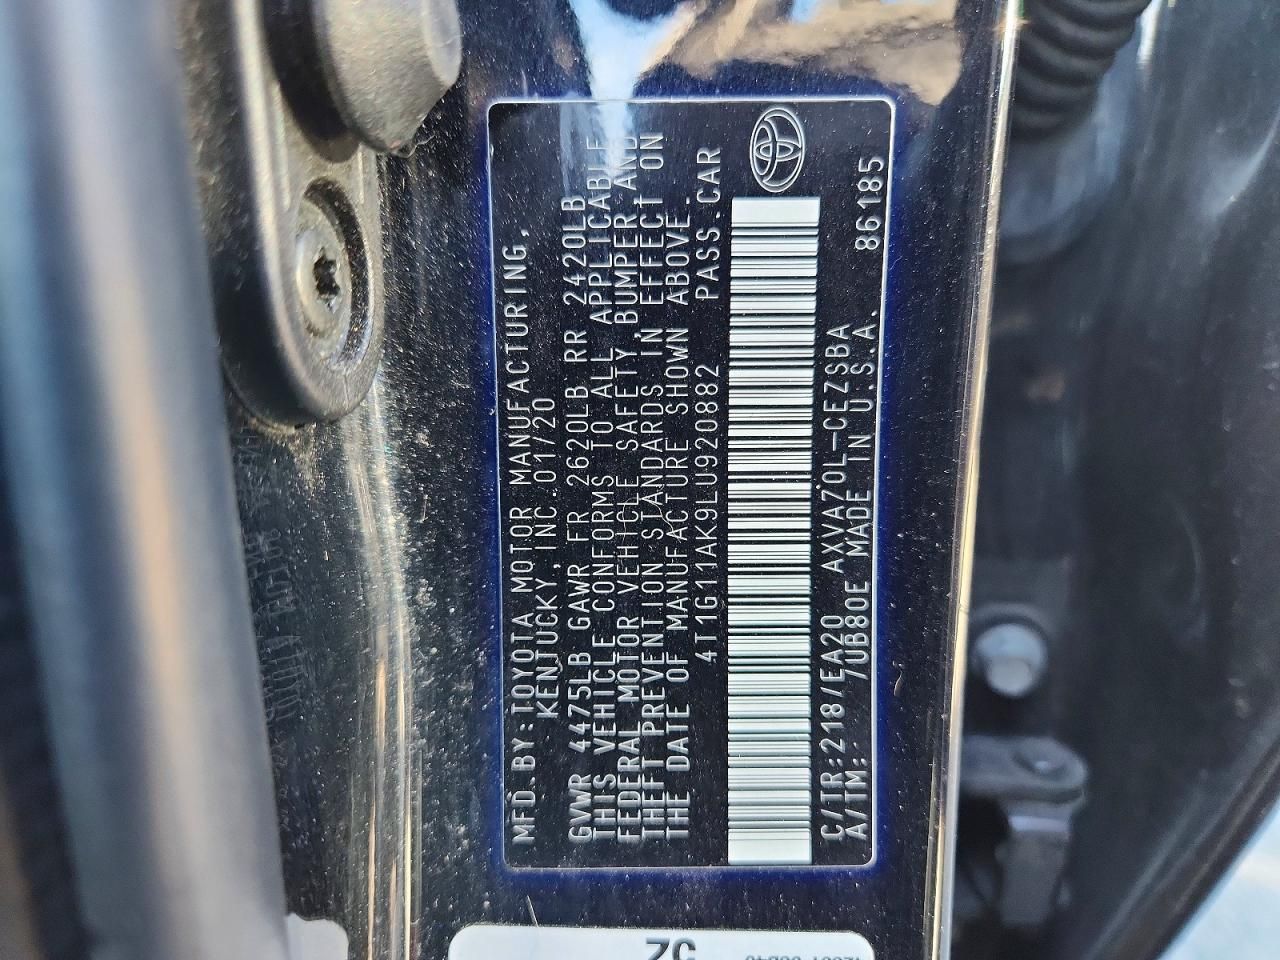 MFD. BY: TOYOTA MOTOR MANUFACTURING,
KENTUCKY, INC. 01/20
GVWR 4475LB GAWR FR 2620LB RR 2420LB
THIS VEHICLE CONFORMS TO ALL APPLICABLE
FEDERAL MOTOR VEHICLE SAFETY, BUMPER AND
THEFT PREVENTION STANDARDS IN EFFECT ON
THE DATE OF MANUFACTURE SHOWN ABOVE.
4T1G11AK9LU920882 PASS. CAR
C/TR: 218/EA20 AXVA70L-CEZSBA
A/TM: -/UB80E MADE IN U.S.A. 86185